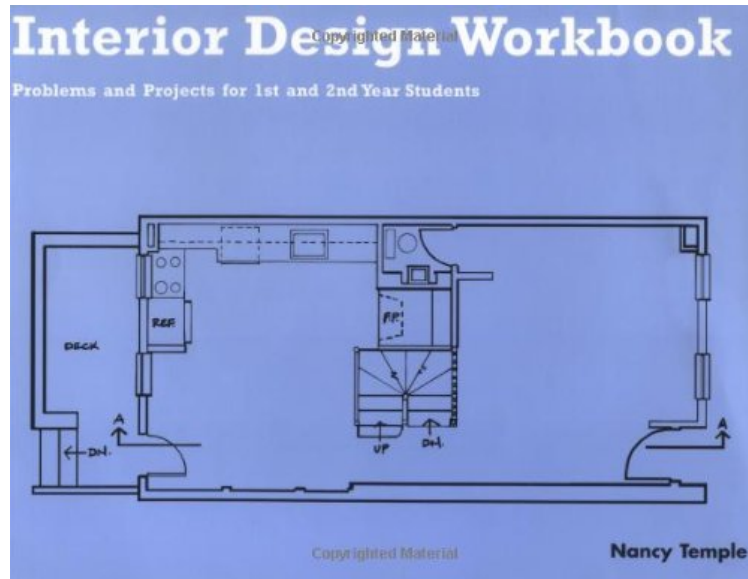 Interior Design Workbook
Copyrighted Material
Problems and Projects for 1st and 2nd Year Students
REF.
F.P.
DECK
A
DN.
UP
DN.
A
Copyrighted Material
Nancy Temple